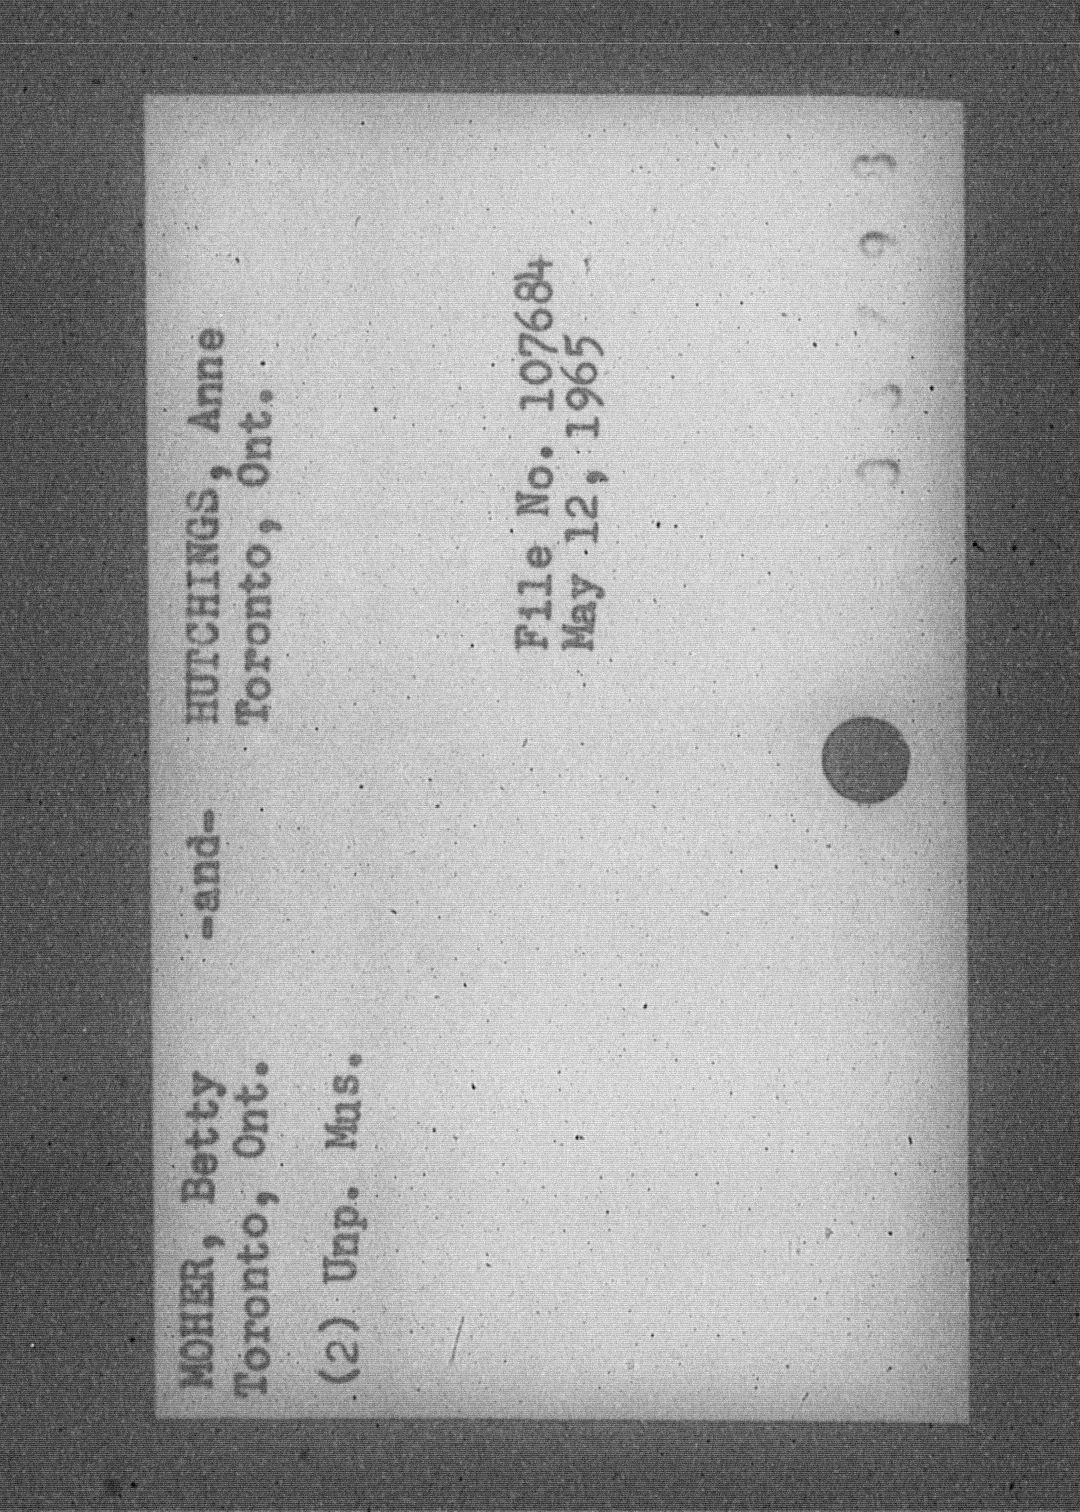 MOHER, Betty -and- HUTCHINGS, Anne
Toronto, Ont. Toronto, Ont.
(2) Unp. Mus.
File No. 107684
May 12, 1965